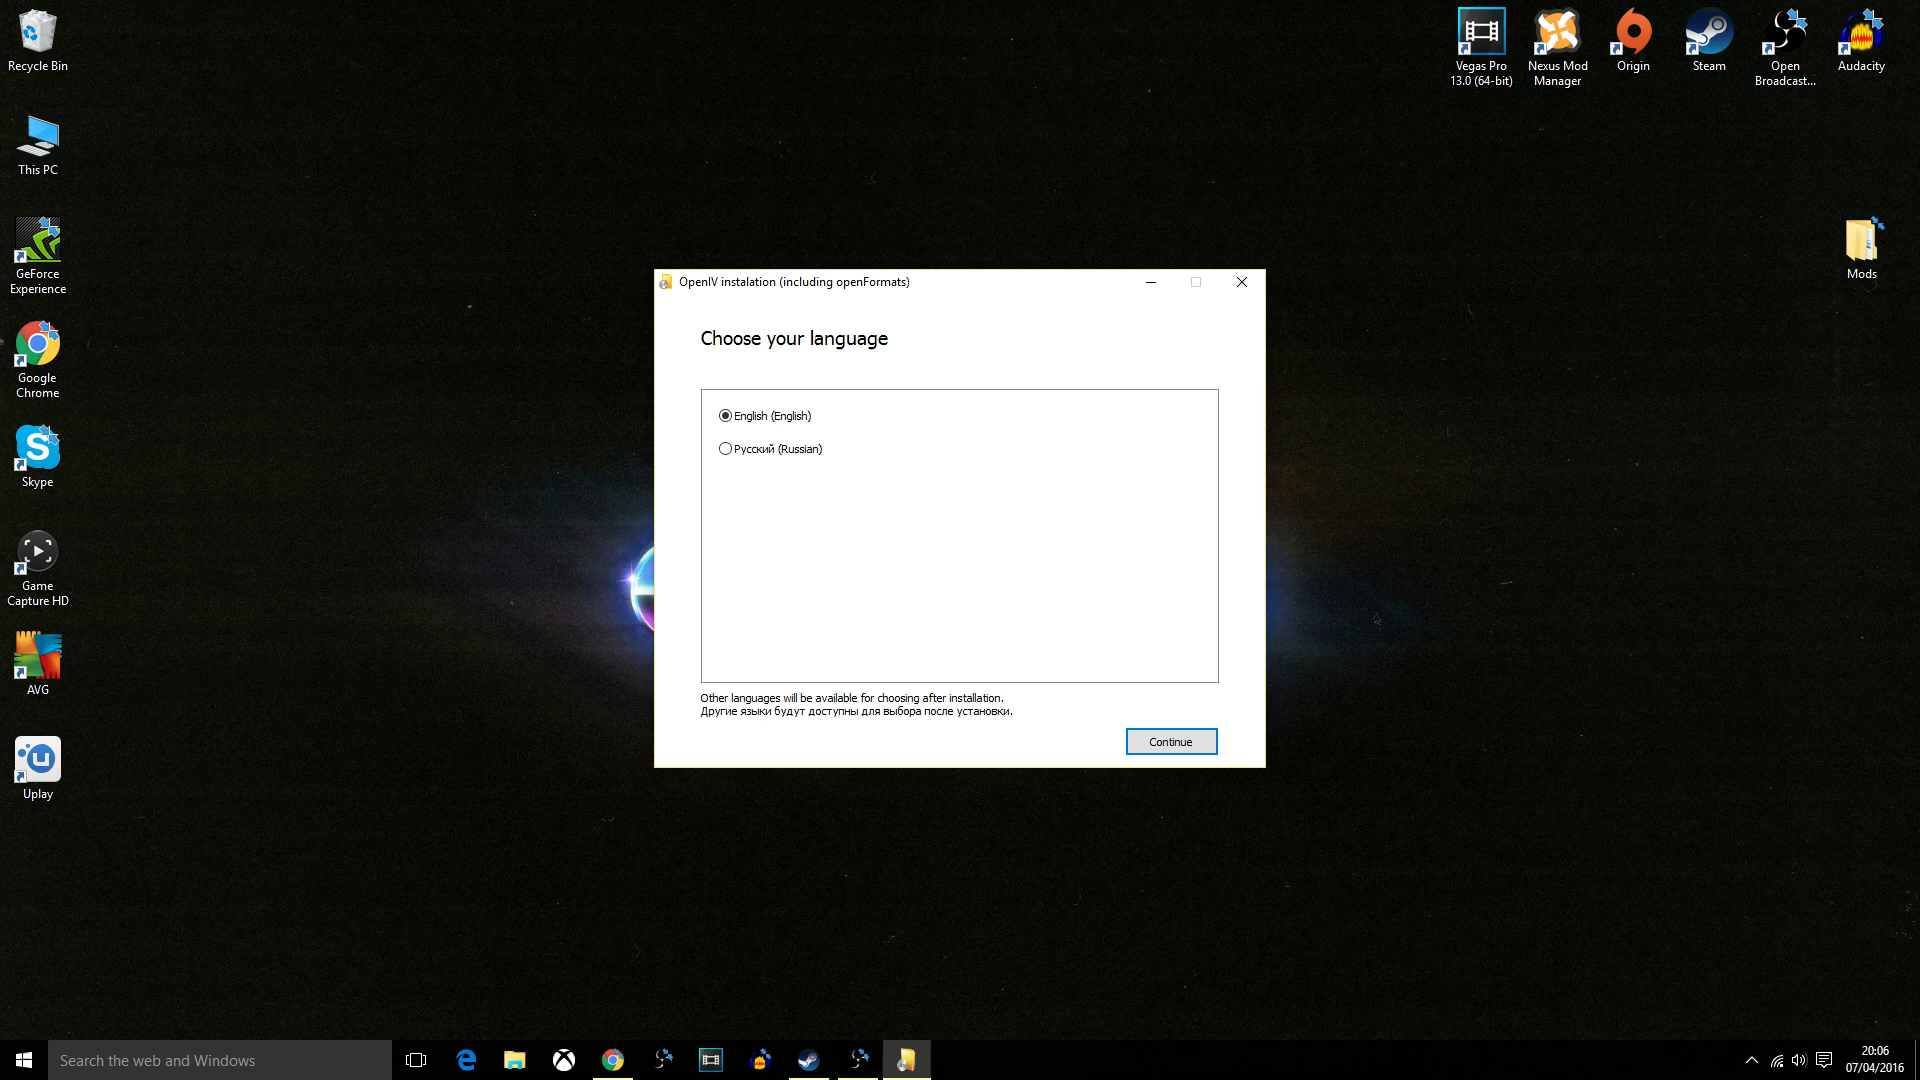 Recycle Bin
This PC
GeForce
Experience
Google
Chrome
Skype
Game
Capture HD
AVG
Uplay
Vegas Pro
13.0 (64-bit)
Nexus Mod
Manager
Origin
Steam
Open
Broadcast...
Audacity
Mods
OpenIV instalation (including openFormats)
Choose your language
English (English)
Русский (Russian)
Other languages will be available for choosing after installation.
Другие языки будут доступны для выбора после установки.
Continue
Search the web and Windows
20:06
07/04/2016